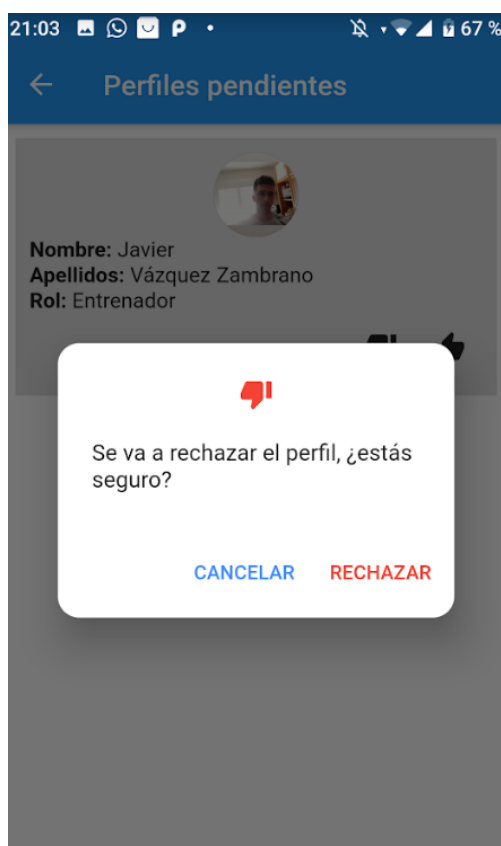 21:03 67 %
Perfiles pendientes
Nombre: Javier
Apellidos: Vázquez Zambrano
Rol: Entrenador
Se va a rechazar el perfil, ¿estás
seguro?
CANCELAR RECHAZAR